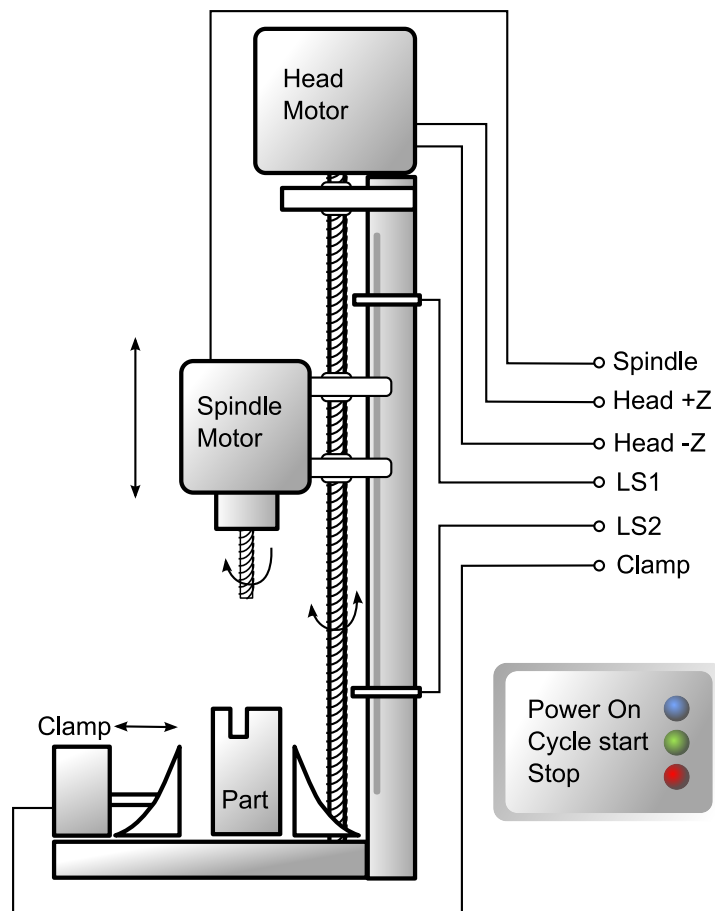 Head
Motor
Spindle
Motor
Spindle
Head +Z
Head -Z
LS1
LS2
Clamp
Power On
Cycle start
Stop
Clamp
Part